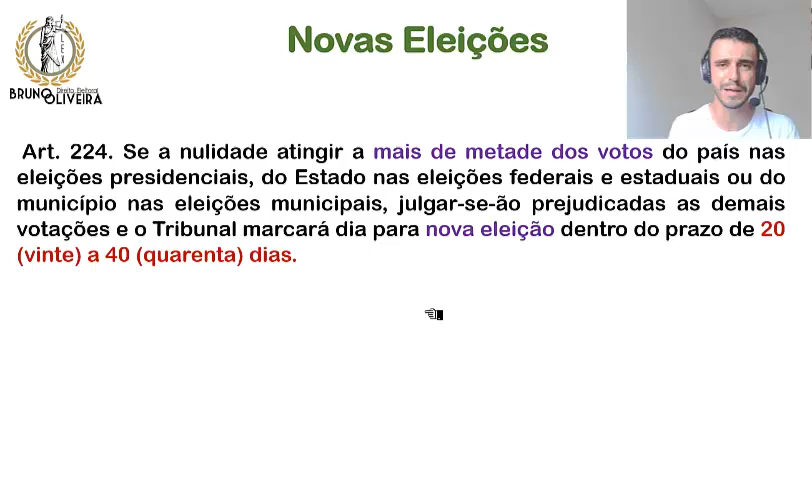 Novas Eleições
LEX
Direito Eleitoral
BRUNO OLIVEIRA
Art. 224. Se a nulidade atingir a mais de metade dos votos do país nas
eleições presidenciais, do Estado nas eleições federais e estaduais ou do
município nas eleições municipais, julgar-se-ão prejudicadas as demais
votações e o Tribunal marcará dia para nova eleição dentro do prazo de 20
(vinte) a 40 (quarenta) dias.